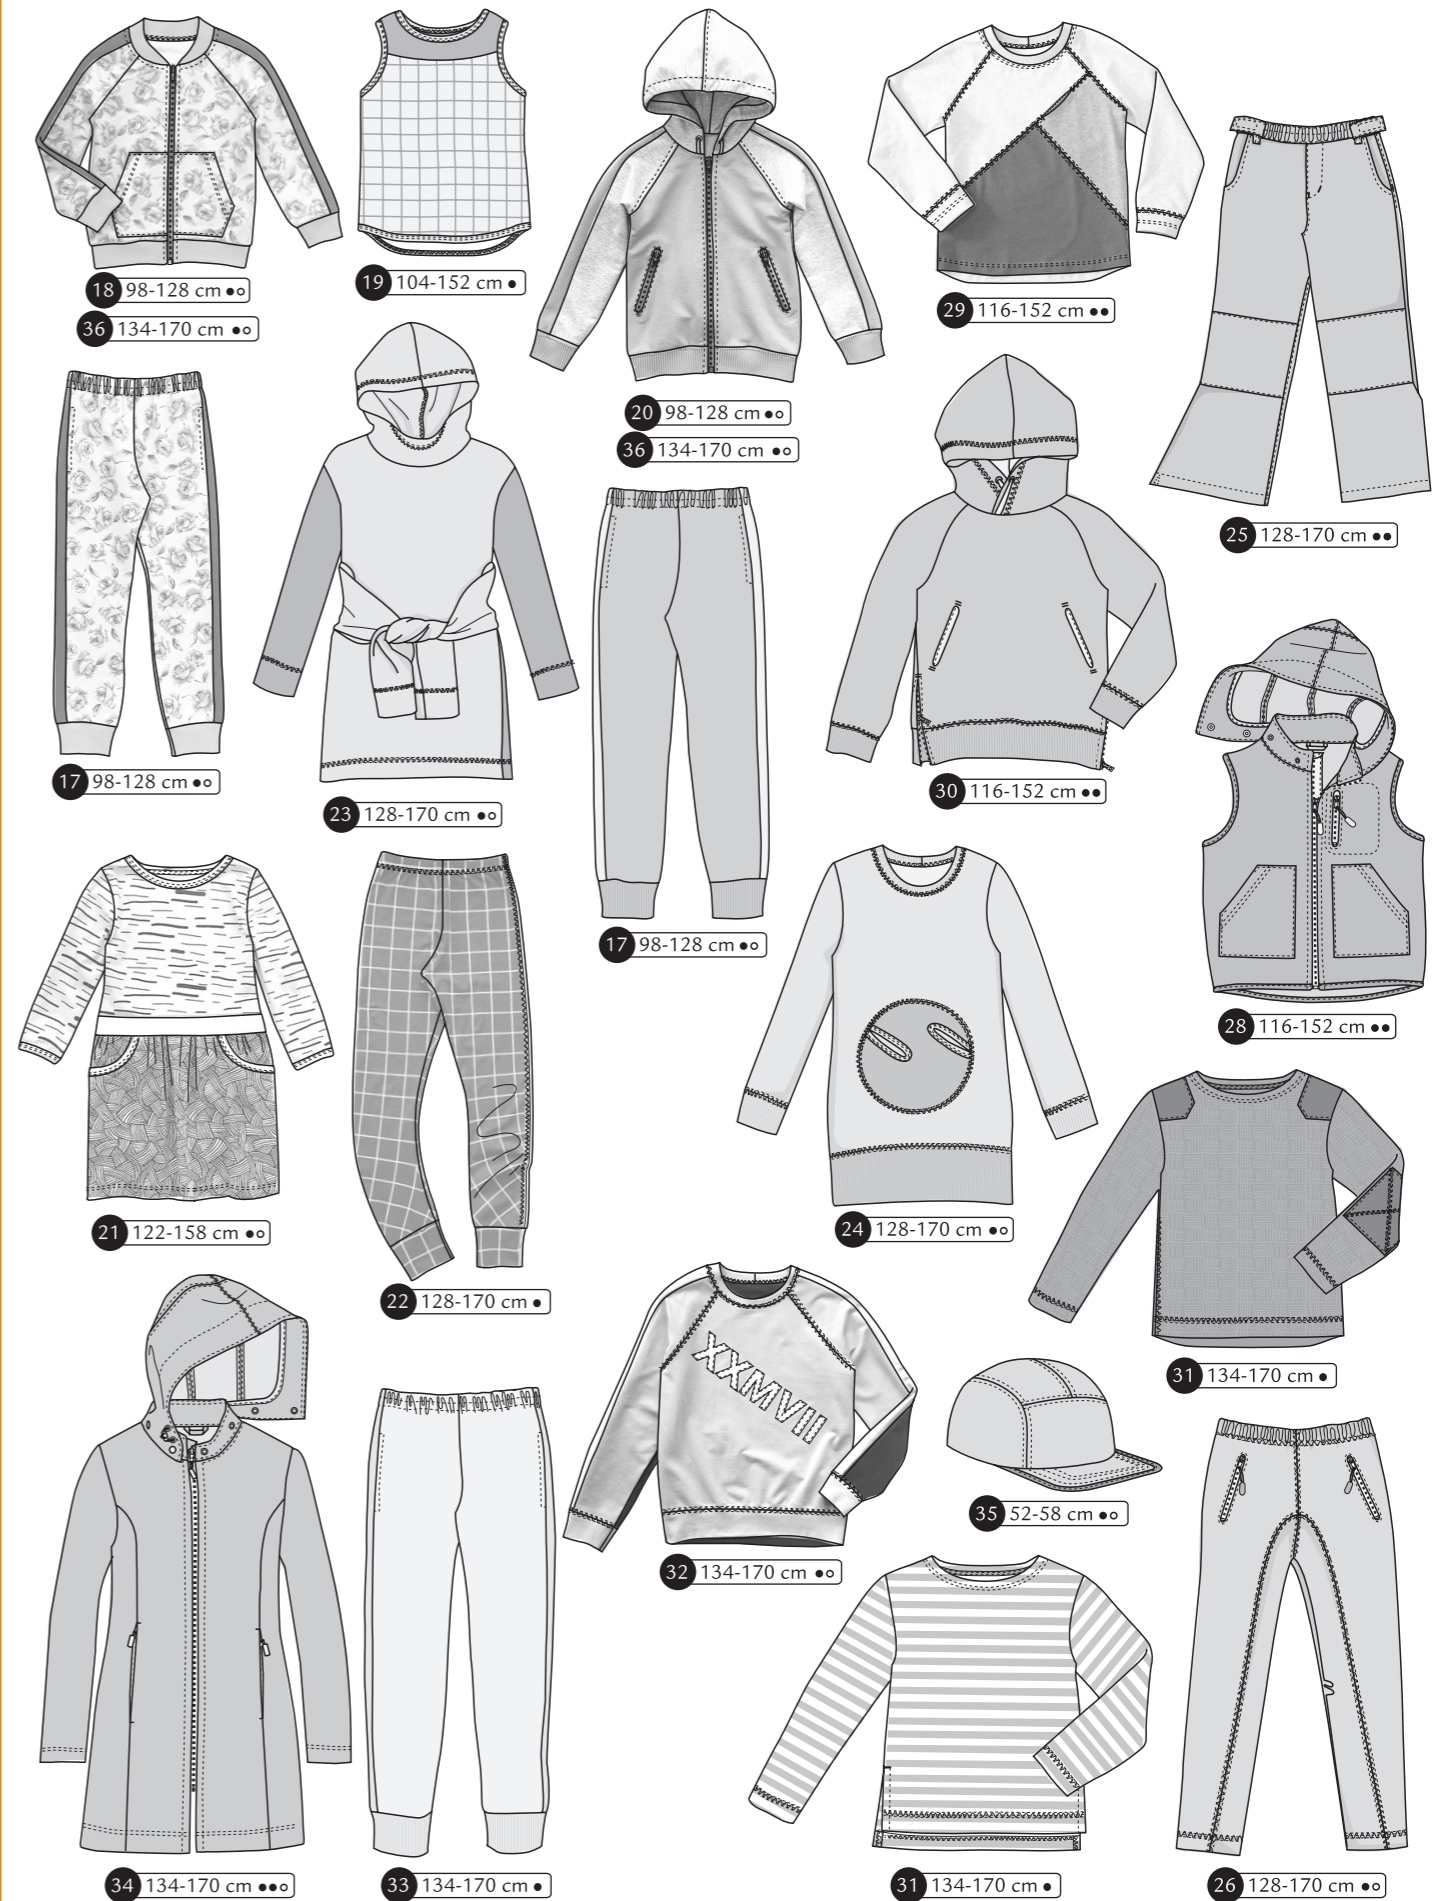 18 98-128 cm ●○
36 134-170 cm ●○
19 104-152 cm ●
20 98-128 cm ●○
36 134-170 cm ●○
29 116-152 cm ●●
25 128-170 cm ●●
17 98-128 cm ●○
23 128-170 cm ●○
17 98-128 cm ●○
30 116-152 cm ●●
28 116-152 cm ●●
21 122-158 cm ●○
22 128-170 cm ●
24 128-170 cm ●○
31 134-170 cm ●
XXMVII
32 134-170 cm ●○
35 52-58 cm ●○
34 134-170 cm ●●○
33 134-170 cm ●
31 134-170 cm ●
26 128-170 cm ●○